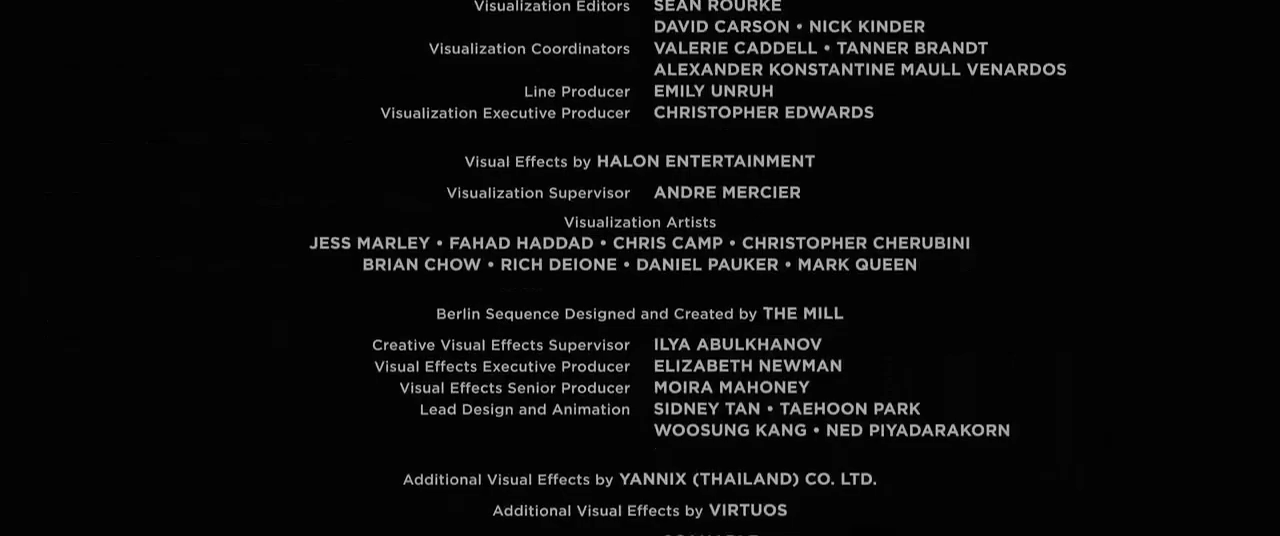 Visualization Editors SEAN ROURKE
DAVID CARSON • NICK KINDER
Visualization Coordinators VALERIE CADDELL • TANNER BRANDT
ALEXANDER KONSTANTINE MAULL VENARDOS
Line Producer EMILY UNRUH
Visualization Executive Producer CHRISTOPHER EDWARDS
Visual Effects by HALON ENTERTAINMENT
Visualization Supervisor ANDRE MERCIER
Visualization Artists
JESS MARLEY • FAHAD HADDAD • CHRIS CAMP • CHRISTOPHER CHERUBINI
BRIAN CHOW • RICH DEIONE • DANIEL PAUKER • MARK QUEEN
Berlin Sequence Designed and Created by THE MILL
Creative Visual Effects Supervisor ILYA ABULKHANOV
Visual Effects Executive Producer ELIZABETH NEWMAN
Visual Effects Senior Producer MOIRA MAHONEY
Lead Design and Animation SIDNEY TAN • TAEHOON PARK
WOOSUNG KANG • NED PIYADARAKORN
Additional Visual Effects by YANNIX (THAILAND) CO. LTD.
Additional Visual Effects by VIRTUOS